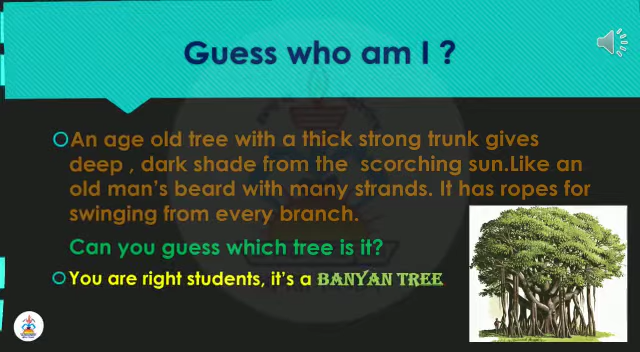 Guess who am I ?
An age old tree with a thick strong trunk gives
deep , dark shade from the scorching sun.Like an
old man's beard with many strands. It has ropes for
swinging from every branch.
Can you guess which tree is it?
You are right students, it's a BANYAN TREE